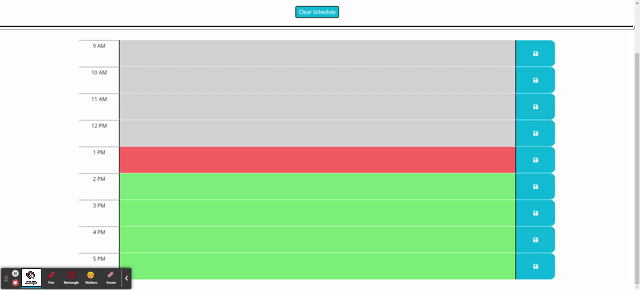 Clear Schedule
9 AM
10 AM
11 AM
12 PM
1 PM
2 PM
3 PM
4 PM
5 PM
Pen
Rectangle
Stickers
Eraser